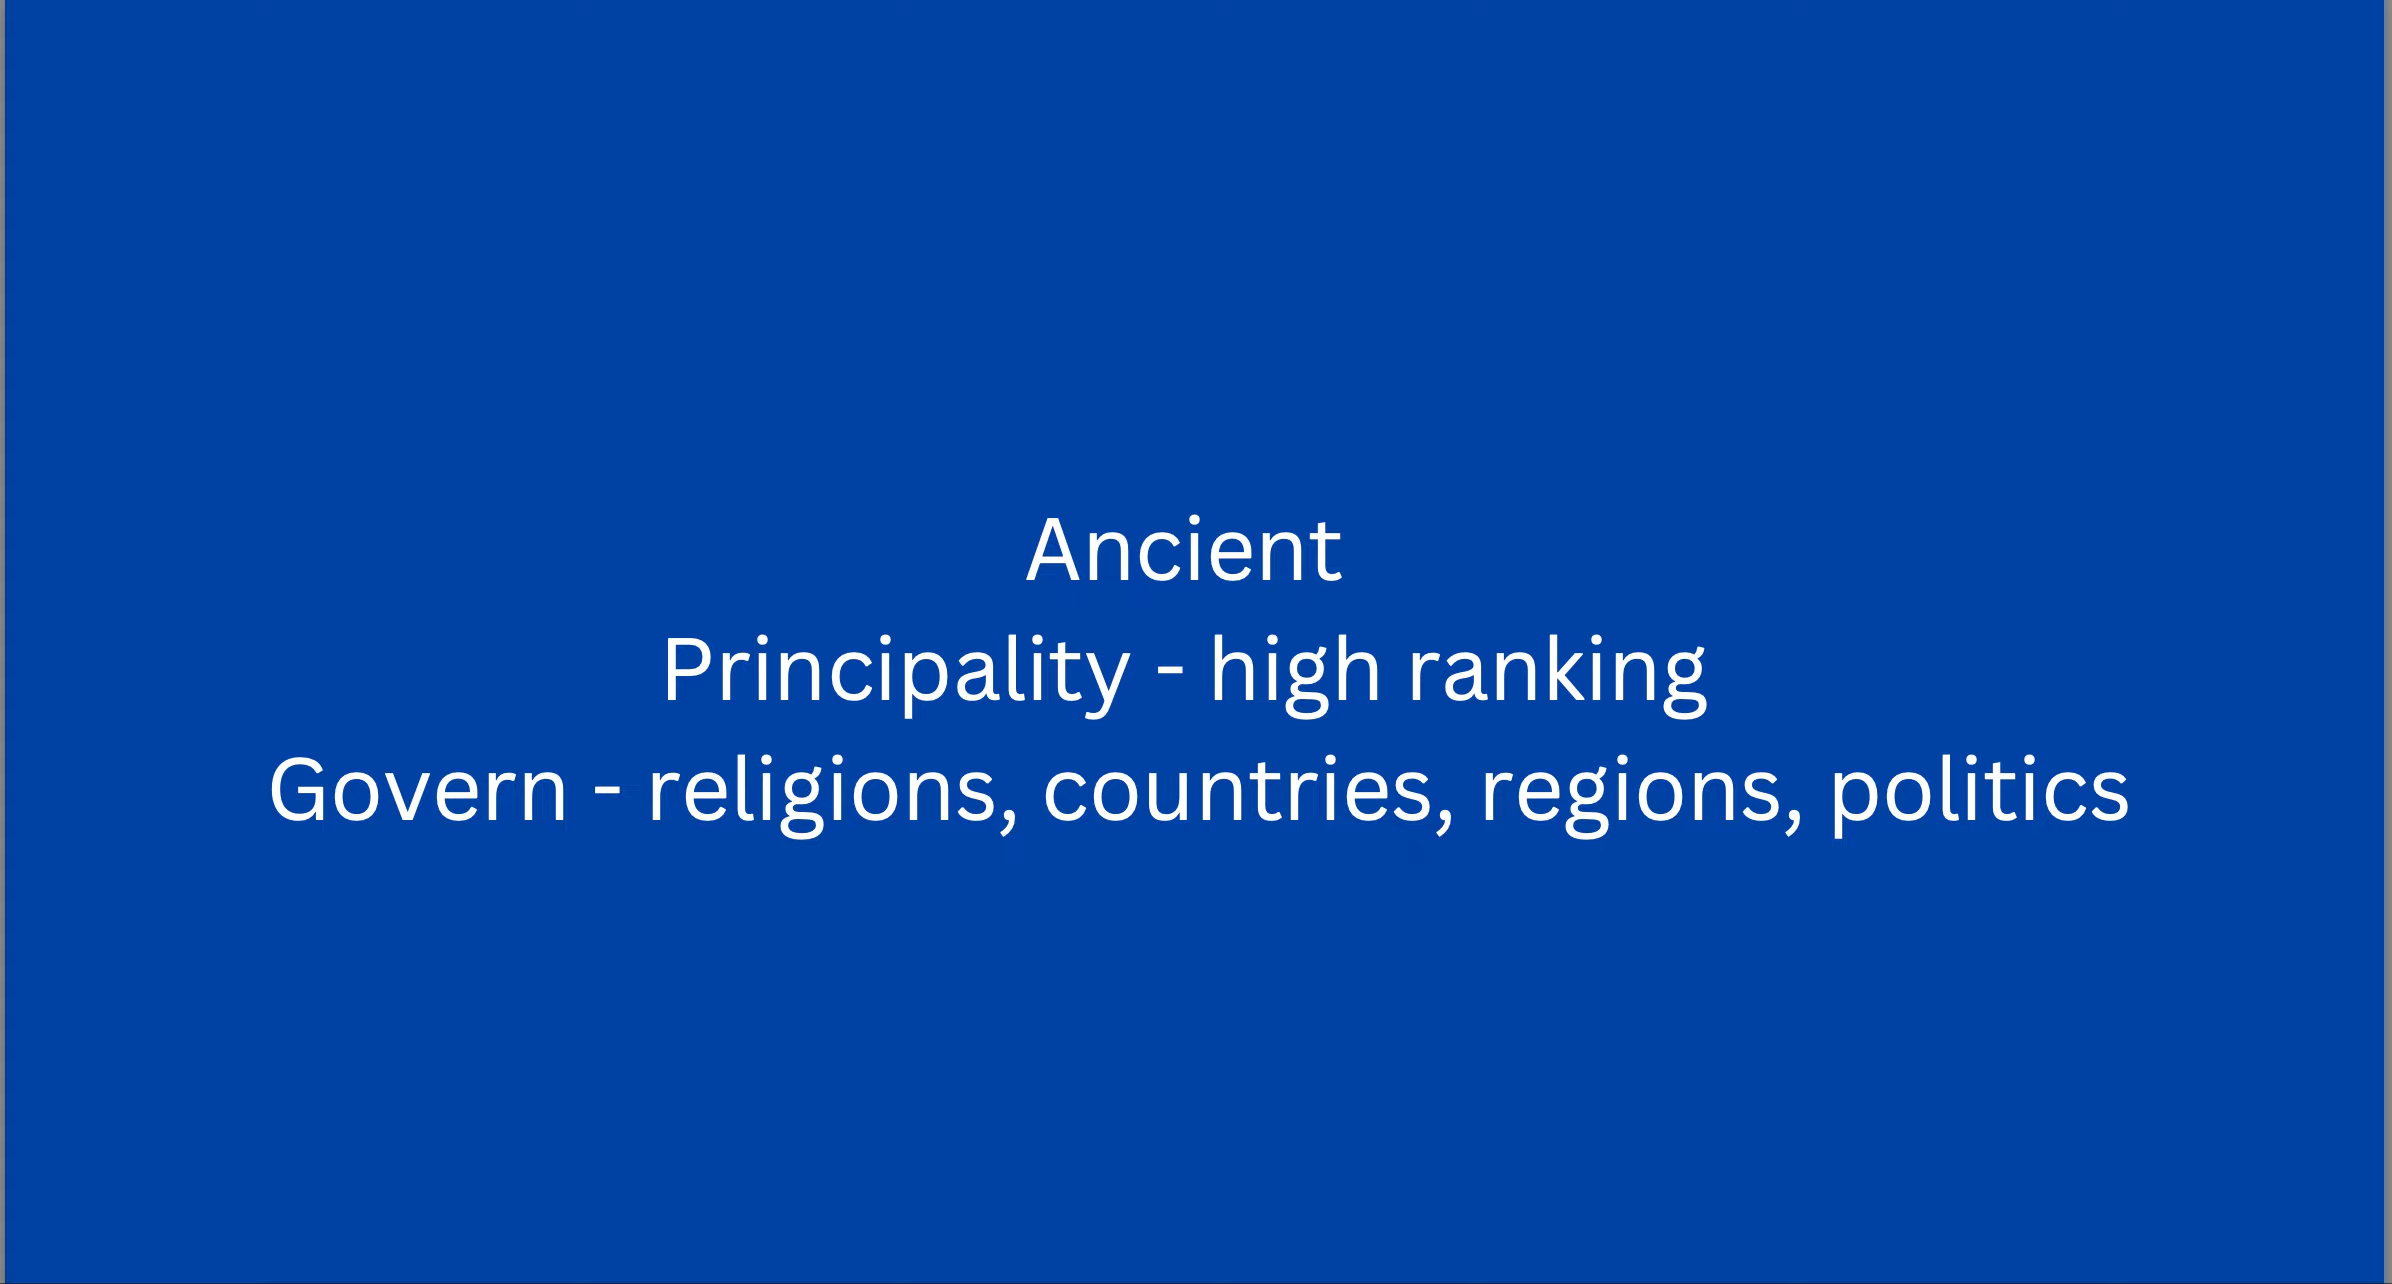 Ancient
Principality - high ranking
Govern - religions, countries, regions, politics